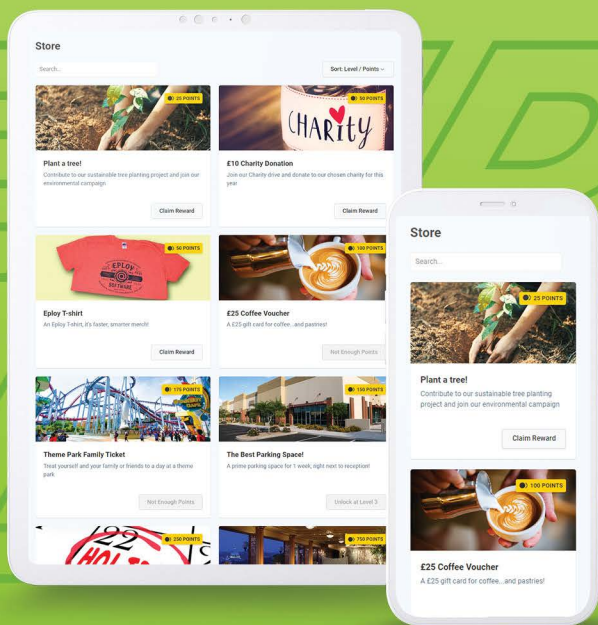 Store
Search...
Sort: Level / Points
25 POINTS
50 POINTS
CHARity
Plant a tree!
£10 Charity Donation
Contribute to our sustainable tree planting project and join our
environmental campaign
Join our Charity drive and donate to our chosen charity for this
year
Claim Reward
Claim Reward
50 POINTS
100 POINTS
EPLOY
SOFTWARE
Eploy T-shirt
£25 Coffee Voucher
An Eploy T-shirt, it's faster, smarter merch!
A £25 gift card for coffee...and pastries!
Claim Reward
Not Enough Points
175 POINTS
Theme Park Family Ticket
The Best Parking Space!
Treat yourself and your family or friends to a day at a theme
park
A prime parking space for 1 week, right next to reception!
Not Enough Points
Unlock at Level 3
750 POINTS
Store
Search...
25 POINTS
Plant a tree!
Contribute to our sustainable tree planting
project and join our environmental campaign
Claim Reward
100 POINTS
£25 Coffee Voucher
A £25 gift card for coffee...and pastries!